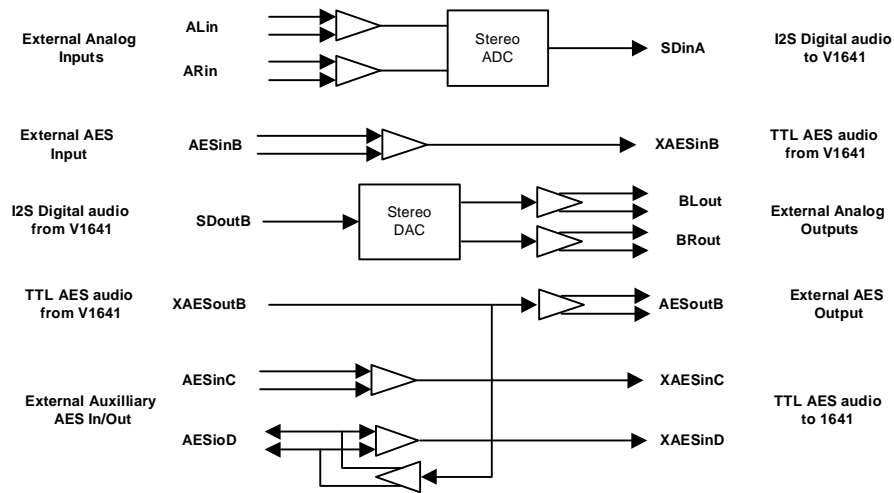 External Analog
Inputs
ALin
ARin
Stereo
ADC
SDinA
I2S Digital audio
to V1641
External AES
Input
AESinB
XAESinB
TTL AES audio
from V1641
I2S Digital audio
from V1641
SDoutB
Stereo
DAC
BLout
BRout
External Analog
Outputs
TTL AES audio
from V1641
XAESoutB
AESoutB
External AES
Output
External Auxilliary
AES In/Out
AESinC
XAESinC
AESioD
XAESinD
TTL AES audio
to 1641